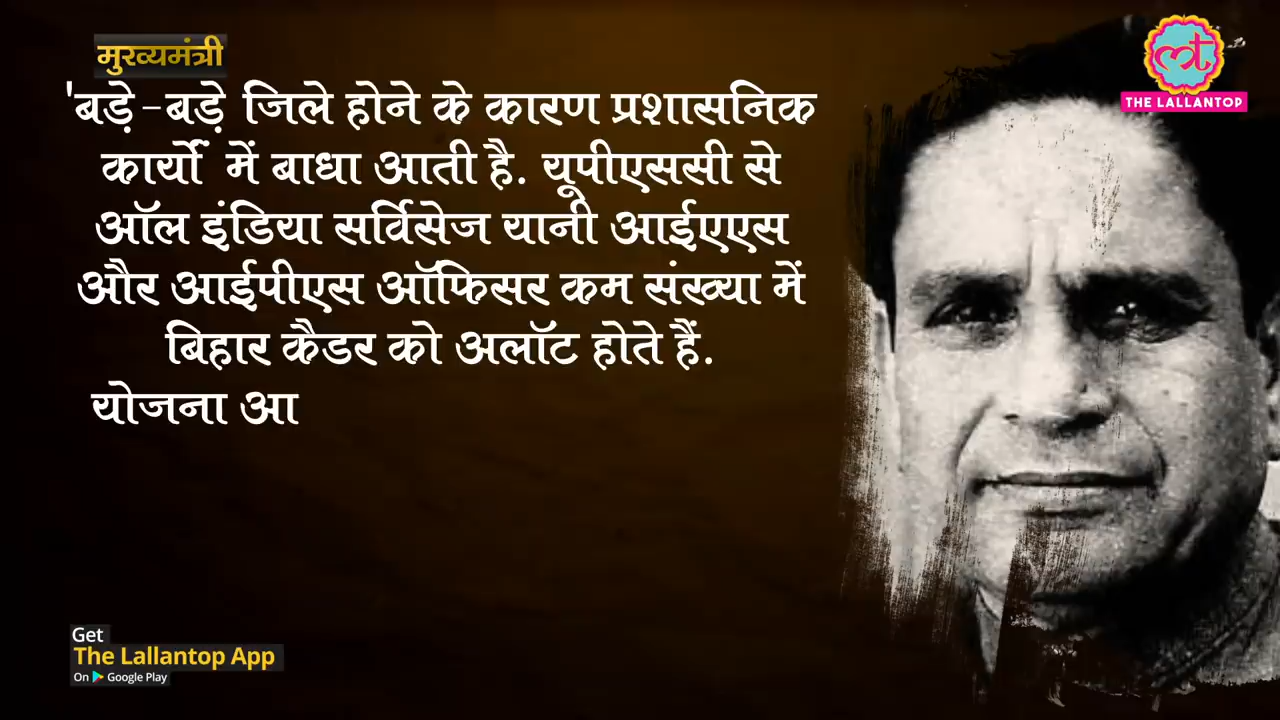 मुख्यमंत्री
'बड़े-बड़े जिले होने के कारण प्रशासनिक
कार्यो में बाधा आती है. यूपीएससी से
ऑल इंडिया सर्विसेज यानी आईएएस
और आईपीएस ऑफिसर कम संख्या में
बिहार कैडर को अलॉट होते हैं.
योजना आ
lt
THE LALLANTOP
Get
The Lallantop App
On Google Play